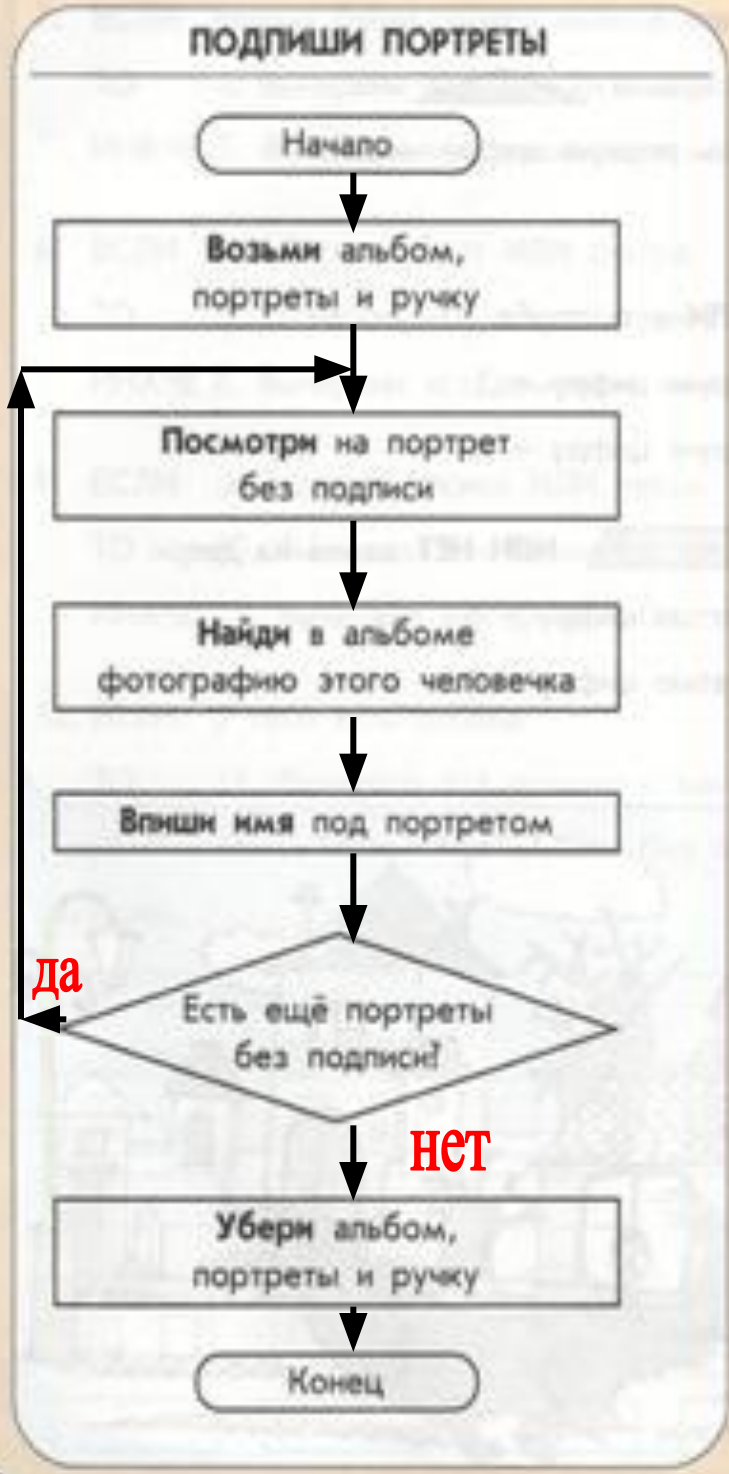 ПОДПИШИ ПОРТРЕТЫ
Начало
Возьми альбом,
портреты и ручку
Посмотри на портрет
без подписи
Найди в альбоме
фотографию этого человечка
Впиши имя под портретом
да
Есть ещё портреты
без подписи?
нет
Убери альбом,
портреты и ручку
Конец